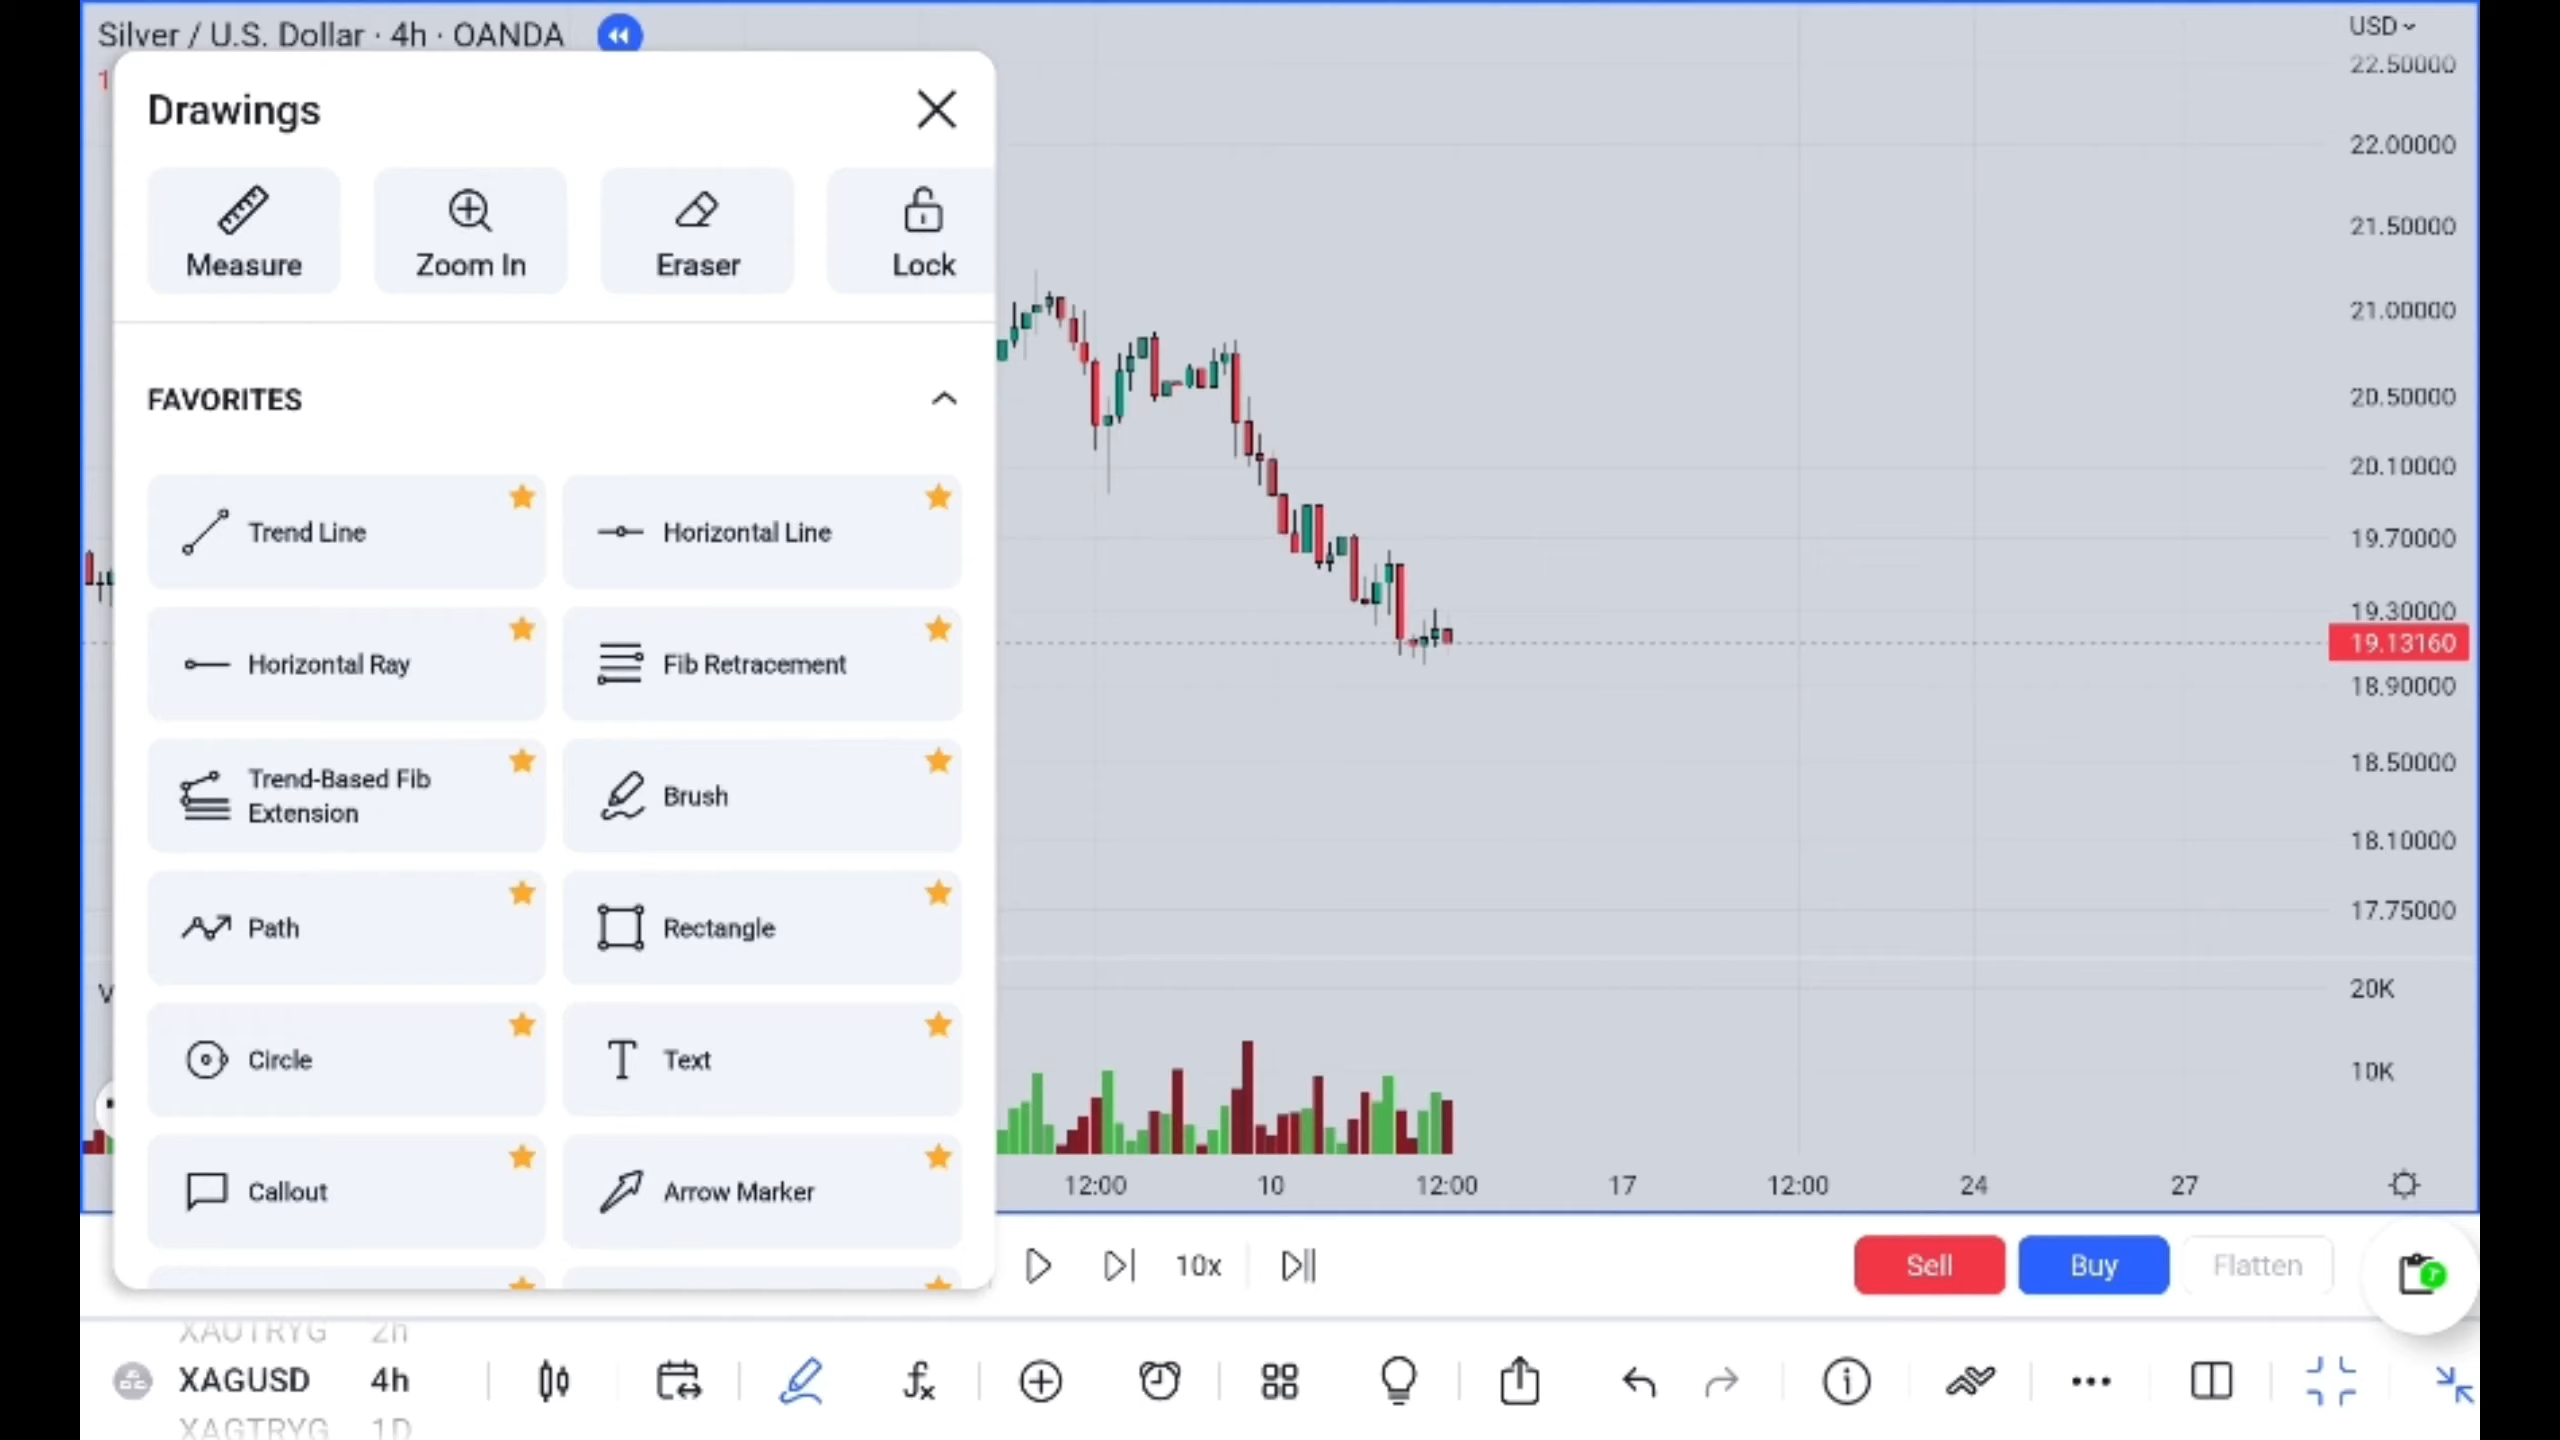 Silver / U.S. Dollar · 4h · OANDA
USD
1
22.50000
Drawings
22.00000
Measure
Zoom In
Eraser
Lock
21.50000
21.00000
FAVORITES
20.50000
20.10000
Trend Line
Horizontal Line
19.70000
19.30000
19.13160
Horizontal Ray
Fib Retracement
18.90000
Trend-Based Fib
Extension
Brush
18.50000
18.10000
Path
Rectangle
17.75000
V
20K
Circle
Text
10K
Callout
Arrow Marker
12:00
10
12:00
17
12:00
24
27
10x
Sell
Buy
Flatten
XAUTRYG 2h
XAGUSD 4h
XAGTRYG 1D